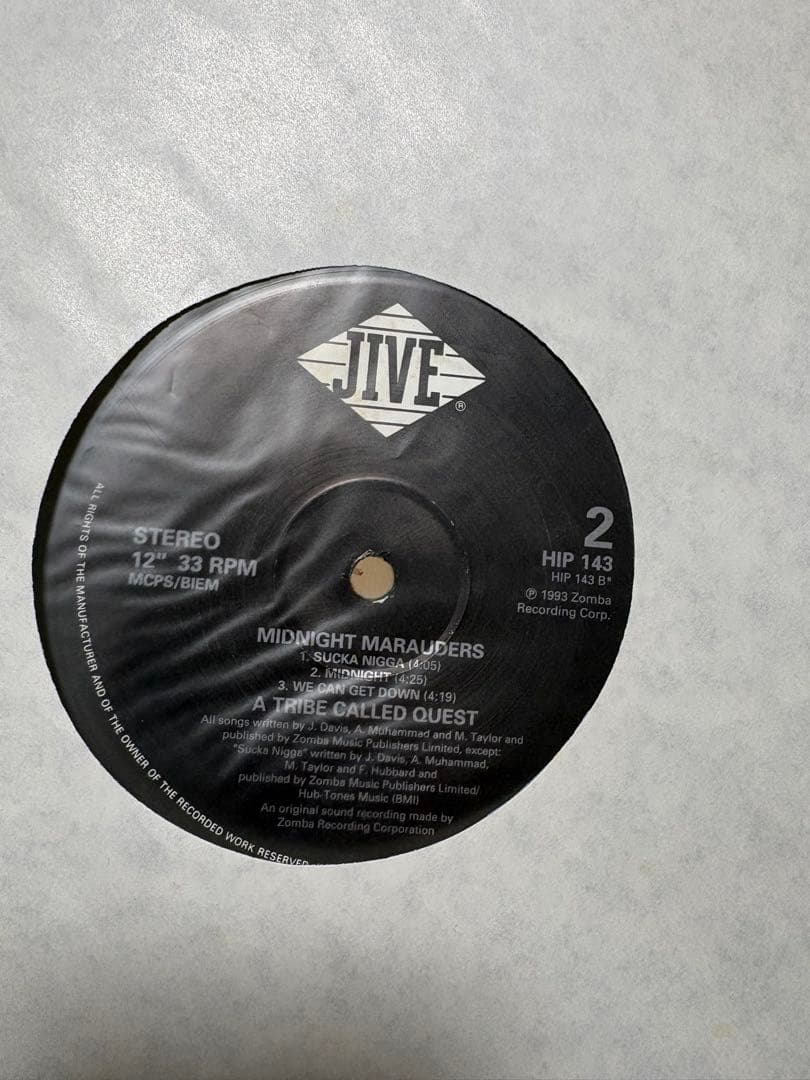 JIVE
®
STEREO
12" 33 RPM
MCPS/BIEM
2
HIP 143
HIP 143 B*
℗ 1993 Zomba
Recording Corp.
MIDNIGHT MARAUDERS
1. SUCKA NIGGA (4:05)
2. MIDNIGHT (4:25)
3. WE CAN GET DOWN (4:19)
A TRIBE CALLED QUEST
All songs written by J. Davis, A. Muhammad and M. Taylor and
published by Zomba Music Publishers Limited, except:
"Sucka Nigga" written by J. Davis, A. Muhammad,
M. Taylor and F. Hubbard and
published by Zomba Music Publishers Limited/
Hub-Tones Music (BMI)
An original sound recording made by
Zomba Recording Corporation
ALL RIGHTS OF THE MANUFACTURER AND OF THE OWNER OF THE RECORDED WORK RESERVED